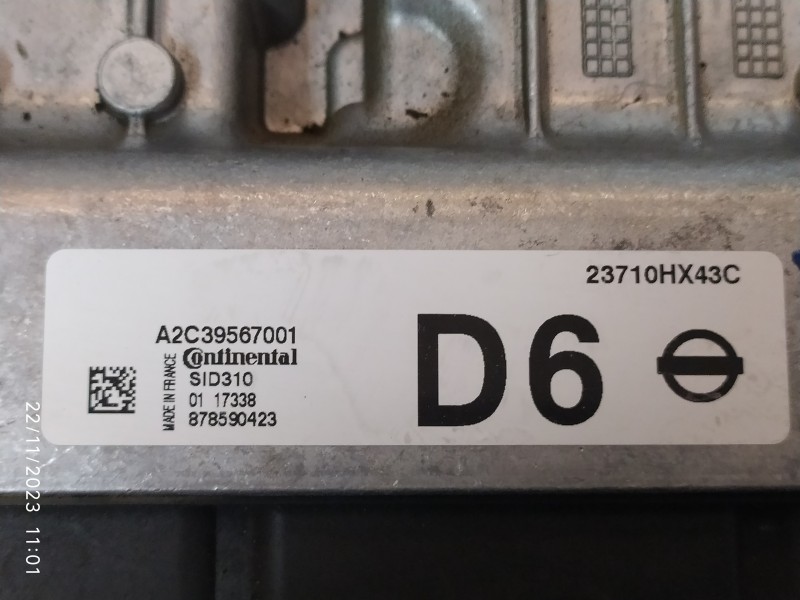 23710HX43C
A2C39567001
Continental
SID310
01 17338
878590423
MADE IN FRANCE
D6
22/11/2023 11:01